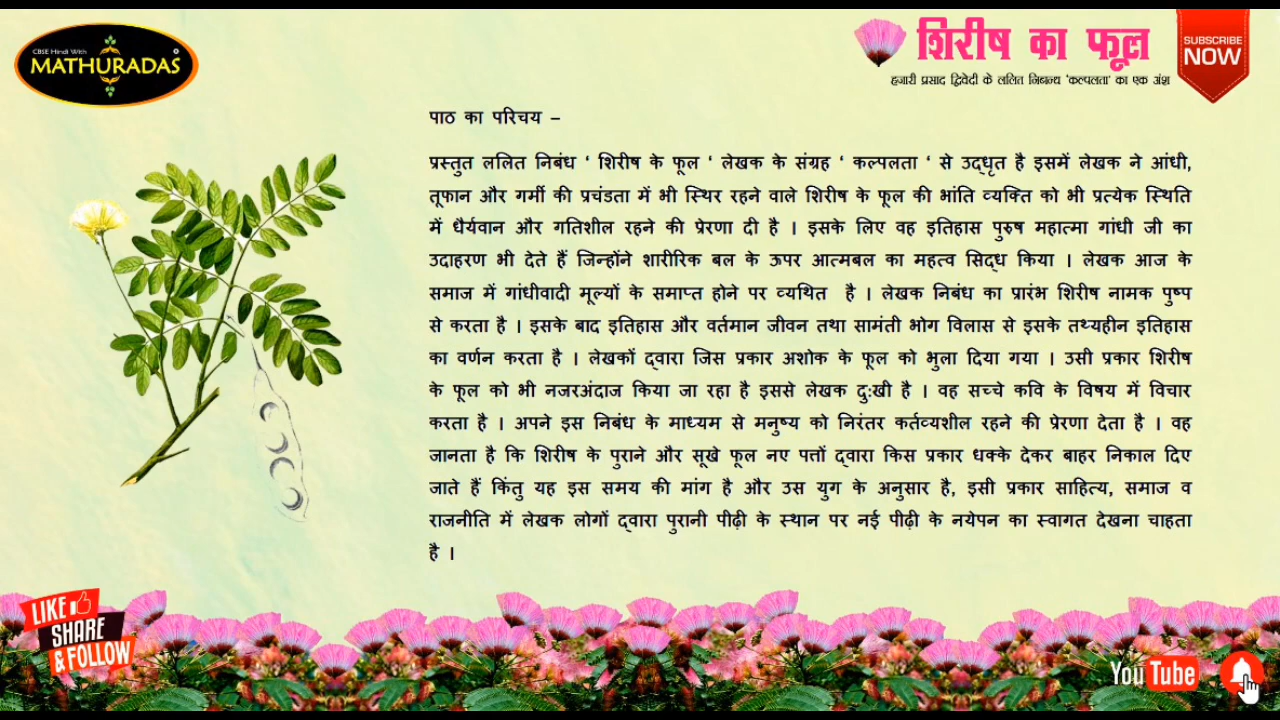 CBSE Hindi With
MATHURADAS
शिरीष का फूल
हजारी प्रसाद द्विवेदी के ललित निबन्ध 'कल्पलता' का एक अंश
SUBSCRIBE
NOW
पाठ का परिचय –
प्रस्तुत ललित निबंध ' शिरीष के फूल ' लेखक के संग्रह ' कल्पलता ' से उद्धृत है इसमें लेखक ने आंधी,
तूफान और गर्मी की प्रचंडता में भी स्थिर रहने वाले शिरीष के फूल की भांति व्यक्ति को भी प्रत्येक स्थिति
में धैर्यवान और गतिशील रहने की प्रेरणा दी है । इसके लिए वह इतिहास पुरुष महात्मा गांधी जी का
उदाहरण भी देते हैं जिन्होंने शारीरिक बल के ऊपर आत्मबल का महत्व सिद्ध किया । लेखक आज के
समाज में गांधीवादी मूल्यों के समाप्त होने पर व्यथित है । लेखक निबंध का प्रारंभ शिरीष नामक पुष्प
से करता है । इसके बाद इतिहास और वर्तमान जीवन तथा सामंती भोग विलास से इसके तथ्यहीन इतिहास
का वर्णन करता है । लेखकों द्वारा जिस प्रकार अशोक के फूल को भुला दिया गया । उसी प्रकार शिरीष
के फूल को भी नजरअंदाज किया जा रहा है इससे लेखक दु:खी है । वह सच्चे कवि के विषय में विचार
करता है । अपने इस निबंध के माध्यम से मनुष्य को निरंतर कर्तव्यशील रहने की प्रेरणा देता है । वह
जानता है कि शिरीष के पुराने और सूखे फूल नए पत्तों द्वारा किस प्रकार धक्के देकर बाहर निकाल दिए
जाते हैं किंतु यह इस समय की मांग है और उस युग के अनुसार है, इसी प्रकार साहित्य, समाज व
राजनीति में लेखक लोगों द्वारा पुरानी पीढ़ी के स्थान पर नई पीढ़ी के नयेपन का स्वागत देखना चाहता
है ।
LIKE
SHARE
& FOLLOW
YouTube